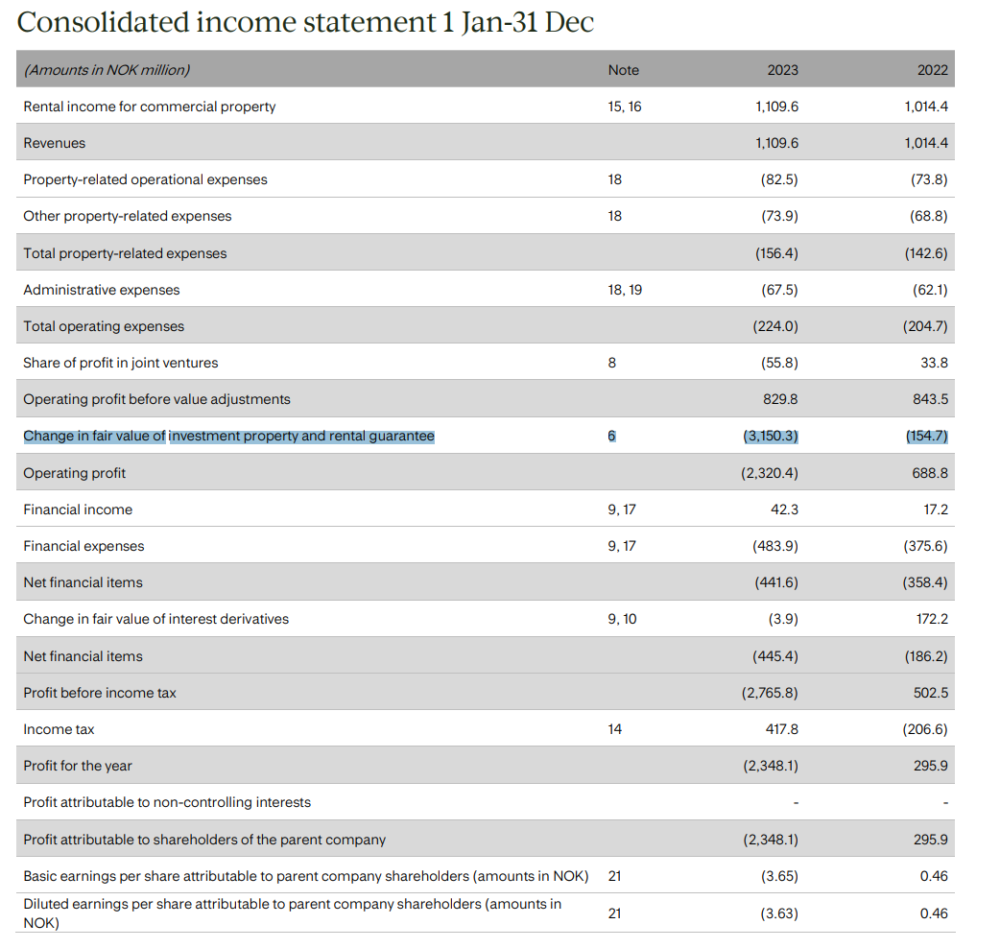 Consolidated income statement 1 Jan-31 Dec
(Amounts in NOK million) Note 2023 2022
Rental income for commercial property 15, 16 1,109.6 1,014.4
Revenues 1,109.6 1,014.4
Property-related operational expenses 18 (82.5) (73.8)
Other property-related expenses 18 (73.9) (68.8)
Total property-related expenses (156.4) (142.6)
Administrative expenses 18, 19 (67.5) (62.1)
Total operating expenses (224.0) (204.7)
Share of profit in joint ventures 8 (55.8) 33.8
Operating profit before value adjustments 829.8 843.5
Change in fair value of investment property and rental guarantee 6 (3,150.3) (154.7)
Operating profit (2,320.4) 688.8
Financial income 9, 17 42.3 17.2
Financial expenses 9, 17 (483.9) (375.6)
Net financial items (441.6) (358.4)
Change in fair value of interest derivatives 9, 10 (3.9) 172.2
Net financial items (445.4) (186.2)
Profit before income tax (2,765.8) 502.5
Income tax 14 417.8 (206.6)
Profit for the year (2,348.1) 295.9
Profit attributable to non-controlling interests - -
Profit attributable to shareholders of the parent company (2,348.1) 295.9
Basic earnings per share attributable to parent company shareholders (amounts in NOK) 21 (3.65) 0.46
Diluted earnings per share attributable to parent company shareholders (amounts in
NOK) 21 (3.63) 0.46